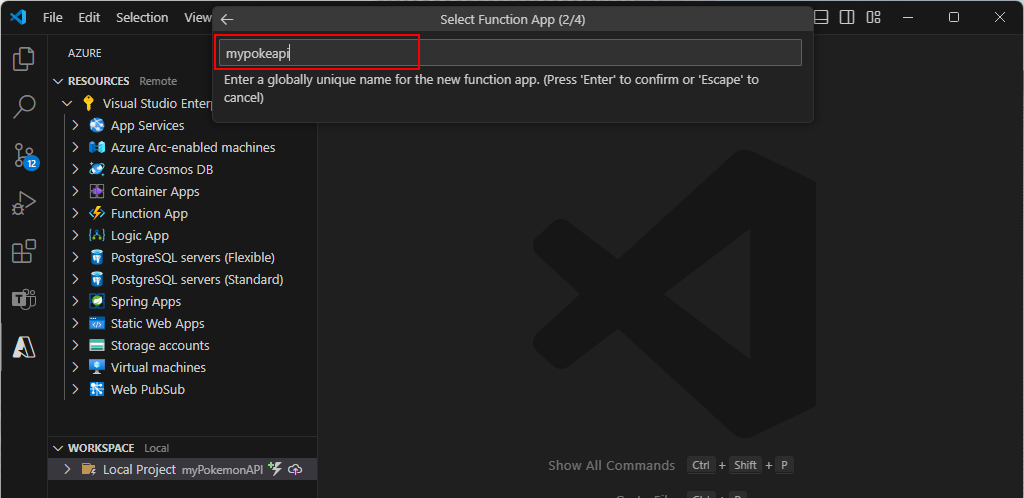 File Edit Selection View
Select Function App (2/4)
mypokeapi
Enter a globally unique name for the new function app. (Press 'Enter' to confirm or 'Escape' to
cancel)
AZURE
RESOURCES Remote
Visual Studio Enterp
App Services
Azure Arc-enabled machines
Azure Cosmos DB
12
Container Apps
Function App
Logic App
PostgreSQL servers (Flexible)
PostgreSQL servers (Standard)
Spring Apps
Static Web Apps
Storage accounts
Virtual machines
Web PubSub
WORKSPACE Local
Local Project myPokemonAPI
Show All Commands Ctrl + Shift + P